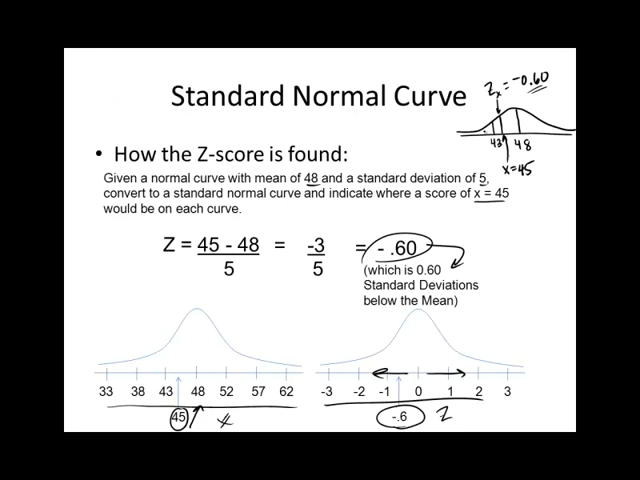 Standard Normal Curve
Zx = -0.60
43 48
x=45
• How the Z-score is found:
Given a normal curve with mean of 48 and a standard deviation of 5,
convert to a standard normal curve and indicate where a score of x = 45
would be on each curve.
Z = 45 - 48 = -3 = - .60
5 5
(which is 0.60
Standard Deviations
below the Mean)
33 38 43 48 52 57 62
-3 -2 -1 0 1 2 3
45 x
-.6 Z